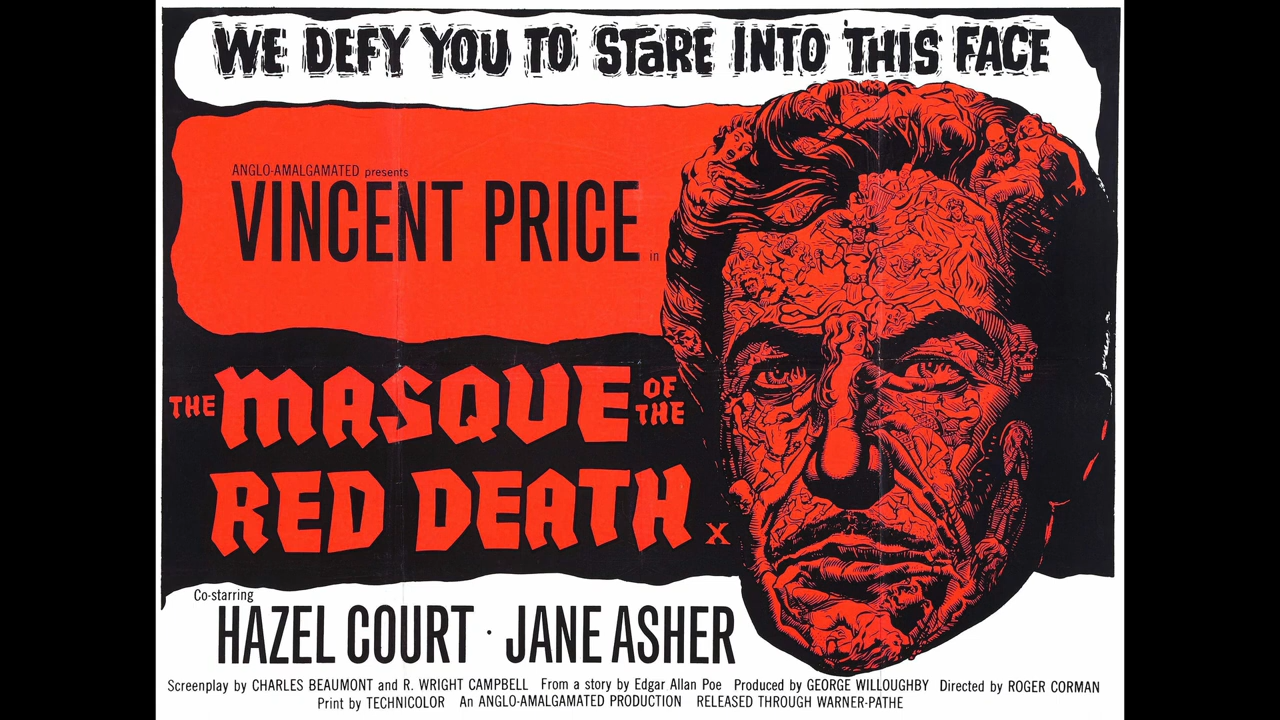 WE DEFY YOU TO STARE INTO THIS FACE
ANGLO-AMALGAMATED presents
VINCENT PRICE
in
THE MASQUE OF THE
RED DEATH
X
Co-starring
HAZEL COURT · JANE ASHER
Screenplay by CHARLES BEAUMONT and R. WRIGHT CAMPBELL From a story by Edgar Allan Poe Produced by GEORGE WILLOUGHBY Directed by ROGER CORMAN
Print by TECHNICOLOR An ANGLO-AMALGAMATED PRODUCTION RELEASED THROUGH WARNER-PATHE